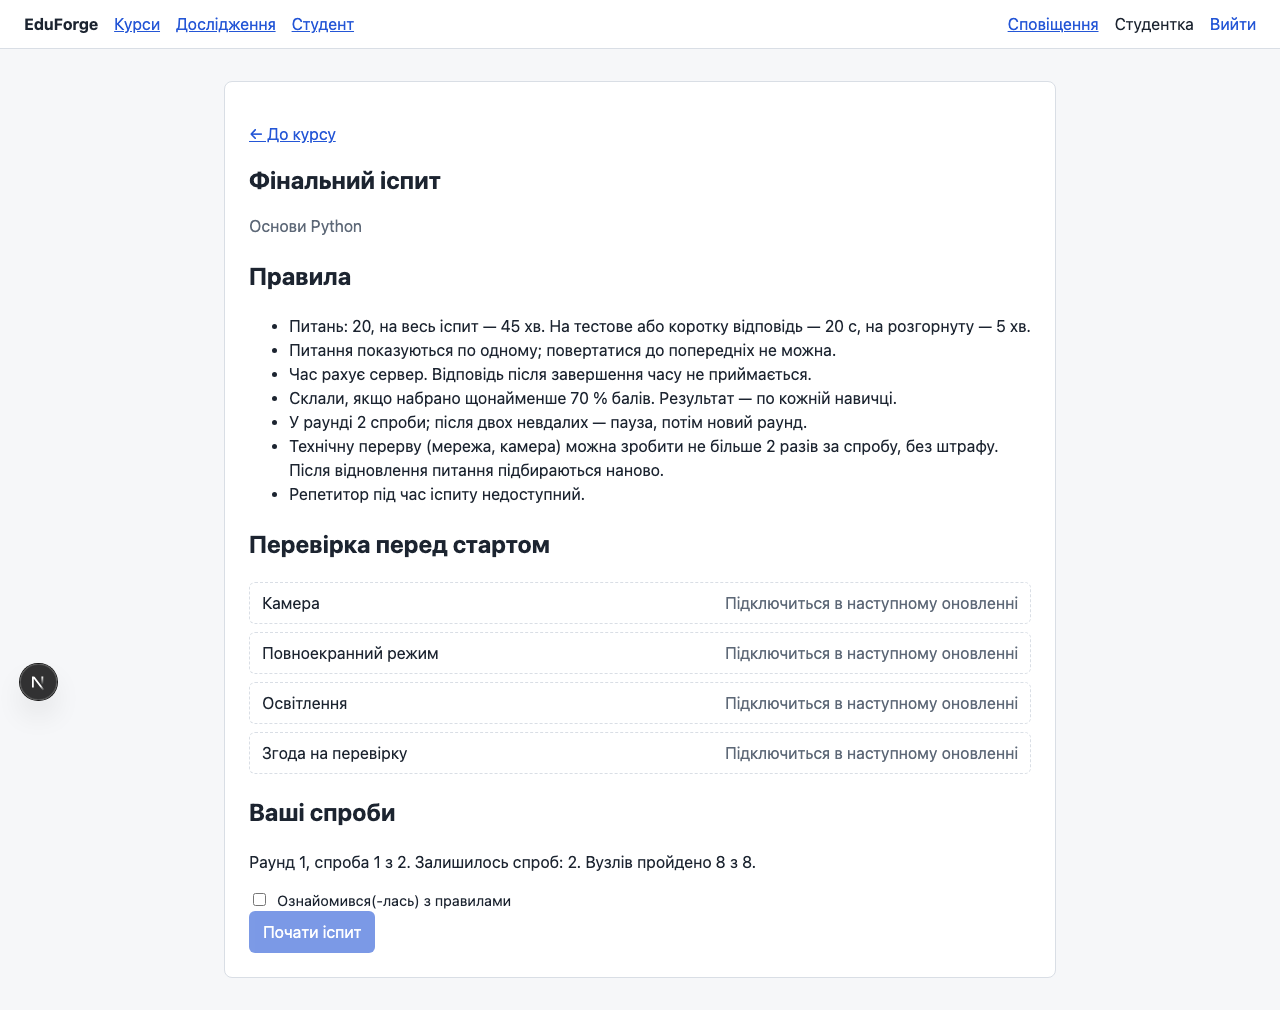 EduForge Курси Дослідження Студент Сповіщення Студентка Вийти
← До курсу
Фінальний іспит
Основи Python
Правила
• Питань: 20, на весь іспит — 45 хв. На тестове або коротку відповідь — 20 с, на розгорнуту — 5 хв.
• Питання показуються по одному; повертатися до попередніх не можна.
• Час рахує сервер. Відповідь після завершення часу не приймається.
• Склали, якщо набрано щонайменше 70 % балів. Результат — по кожній навичці.
• У раунді 2 спроби; після двох невдалих — пауза, потім новий раунд.
• Технічну перерву (мережа, камера) можна зробити не більше 2 разів за спробу, без штрафу.
Після відновлення питання підбираються наново.
• Репетитор під час іспиту недоступний.
Перевірка перед стартом
Камера Підключиться в наступному оновленні
Повноекранний режим Підключиться в наступному оновленні
Освітлення Підключиться в наступному оновленні
Згода на перевірку Підключиться в наступному оновленні
Ваші спроби
Раунд 1, спроба 1 з 2. Залишилось спроб: 2. Вузлів пройдено 8 з 8.
Ознайомився(-лась) з правилами
Почати іспит
N